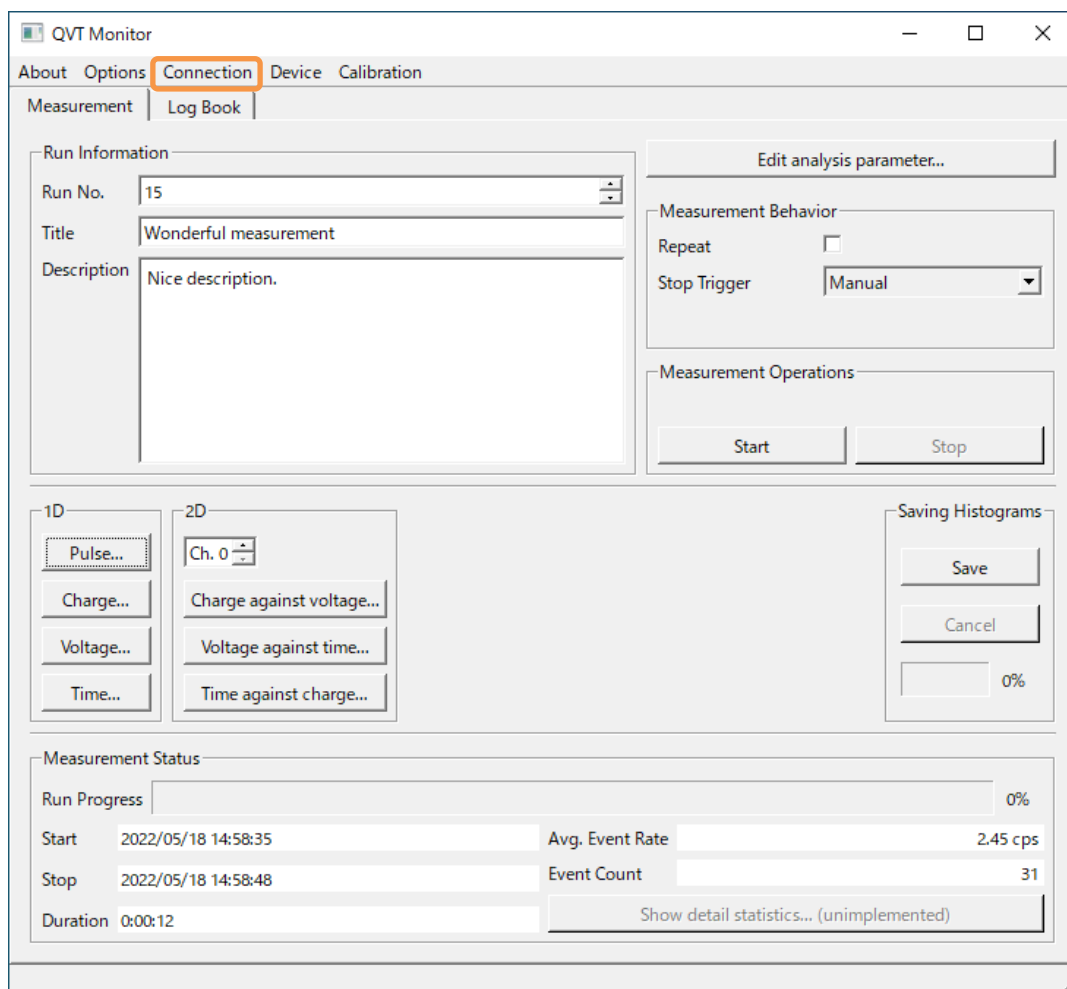 QVT Monitor
About Options Connection Device Calibration
Measurement Log Book
Run Information
Run No. 15
Title Wonderful measurement
Description Nice description.
Edit analysis parameter...
Measurement Behavior
Repeat
Stop Trigger Manual
Measurement Operations
Start Stop
1D
Pulse...
Charge...
Voltage...
Time...
2D
Ch. 0
Charge against voltage...
Voltage against time...
Time against charge...
Saving Histograms
Save
Cancel
0%
Measurement Status
Run Progress 0%
Start 2022/05/18 14:58:35 Avg. Event Rate 2.45 cps
Stop 2022/05/18 14:58:48 Event Count 31
Duration 0:00:12 Show detail statistics... (unimplemented)